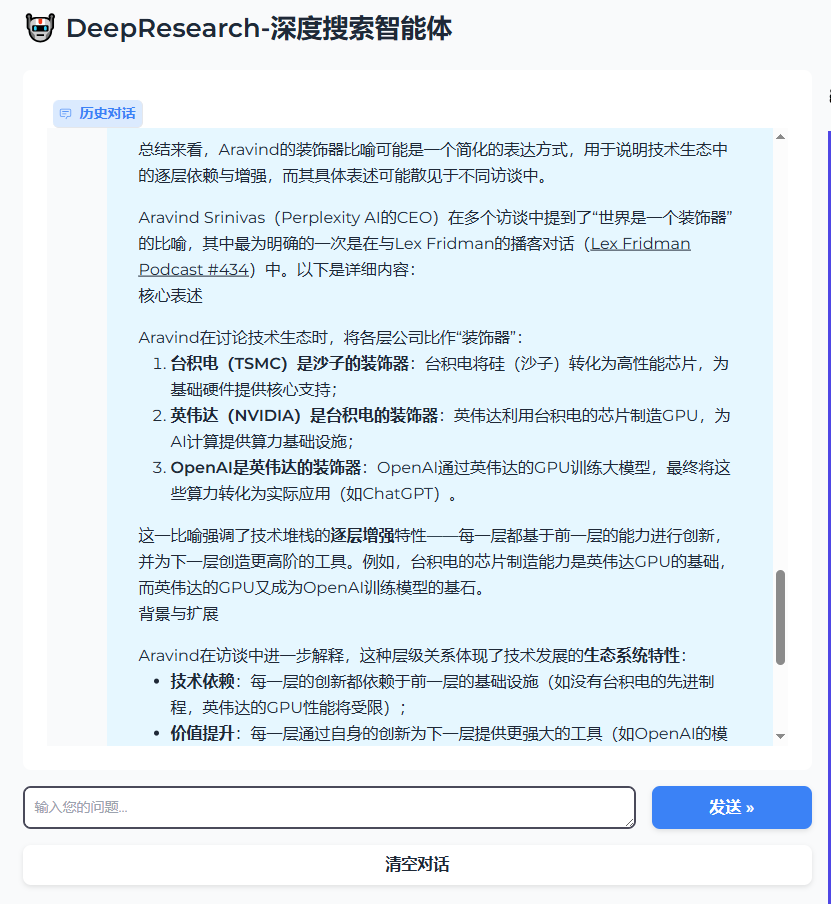 DeepResearch-深度搜索智能体
历史对话
总结来看，Aravind的装饰器比喻可能是一个简化的表达方式，用于说明技术生态中
的逐层依赖与增强，而其具体表述可能散见于不同访谈中。
Aravind Srinivas（Perplexity AI的CEO）在多个访谈中提到了“世界是一个装饰器”
的比喻，其中最为明确的一次是在与Lex Fridman的播客对话（Lex Fridman
Podcast #434）中。以下是详细内容：
核心表述
Aravind在讨论技术生态时，将各层公司比作“装饰器”：
1. 台积电（TSMC）是沙子的装饰器：台积电将硅（沙子）转化为高性能芯片，为
基础硬件提供核心支持；
2. 英伟达（NVIDIA）是台积电的装饰器：英伟达利用台积电的芯片制造GPU，为
AI计算提供算力基础设施；
3. OpenAI是英伟达的装饰器：OpenAI通过英伟达的GPU训练大模型，最终将这
些算力转化为实际应用（如ChatGPT）。
这一比喻强调了技术堆栈的逐层增强特性——每一层都基于前一层的能力进行创新，
并为下一层创造更高阶的工具。例如，台积电的芯片制造能力是英伟达GPU的基础，
而英伟达的GPU又成为OpenAI训练模型的基石。
背景与扩展
Aravind在访谈中进一步解释，这种层级关系体现了技术发展的生态系统特性：
• 技术依赖：每一层的创新都依赖于前一层的基础设施（如没有台积电的先进制
程，英伟达的GPU性能将受限）；
• 价值提升：每一层通过自身的创新为下一层提供更强大的工具（如OpenAI的模
输入您的问题...
发送 »
清空对话